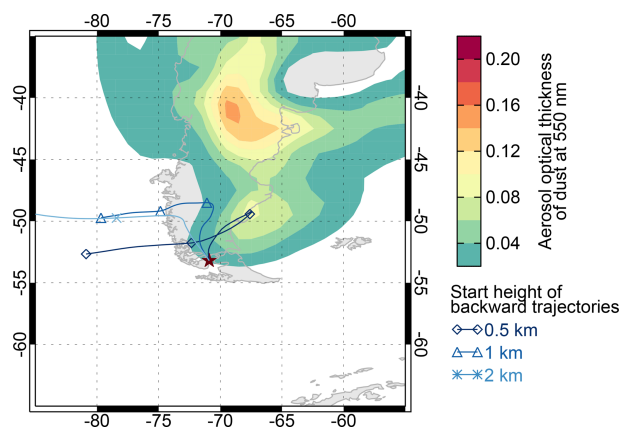 -80 -75 -70 -65 -60
-40
-45
-50
-55
-60
-40
-45
-50
-55
-60
-80 -75 -70 -65 -60
0.20
0.16
0.12
0.08
0.04
Aerosol optical thickness
of dust at 550 nm
Start height of
backward trajectories
0.5 km
1 km
2 km